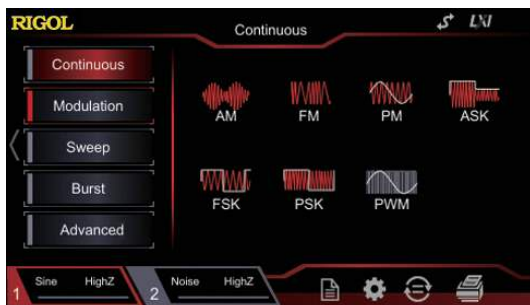 RIGOL
Continuous
LXI
Continuous
Modulation
Sweep
Burst
Advanced
AM
FM
PM
ASK
FSK
PSK
PWM
1
Sine
HighZ
2
Noise
HighZ